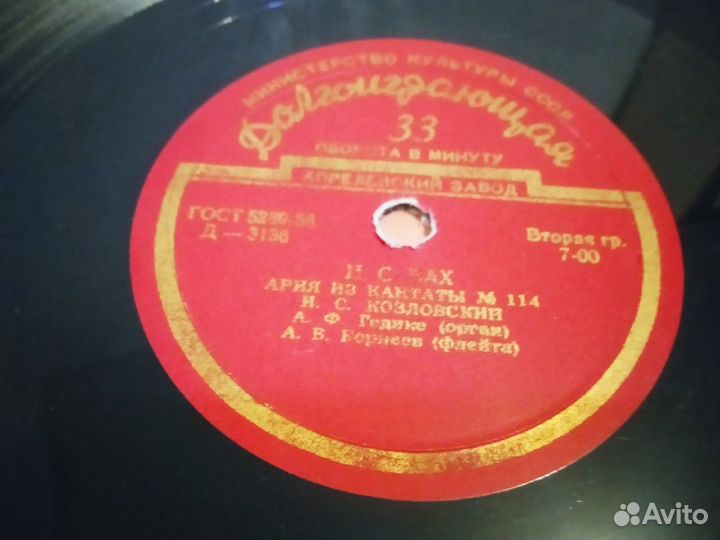 МИНИСТЕРСТВО КУЛЬТУРЫ СССР
Долгоиграющая
33
ОБОРОТА В МИНУТУ
АПРЕЛЕВСКИЙ ЗАВОД
ГОСТ 5289-56
Д — 3136
Вторая гр.
7-00
И. С. БАХ
АРИЯ ИЗ КАНТАТЫ № 114
И. С. КОЗЛОВСКИЙ
А. Ф. Гедике (орган)
А. В. Корнеев (флейта)
Avito